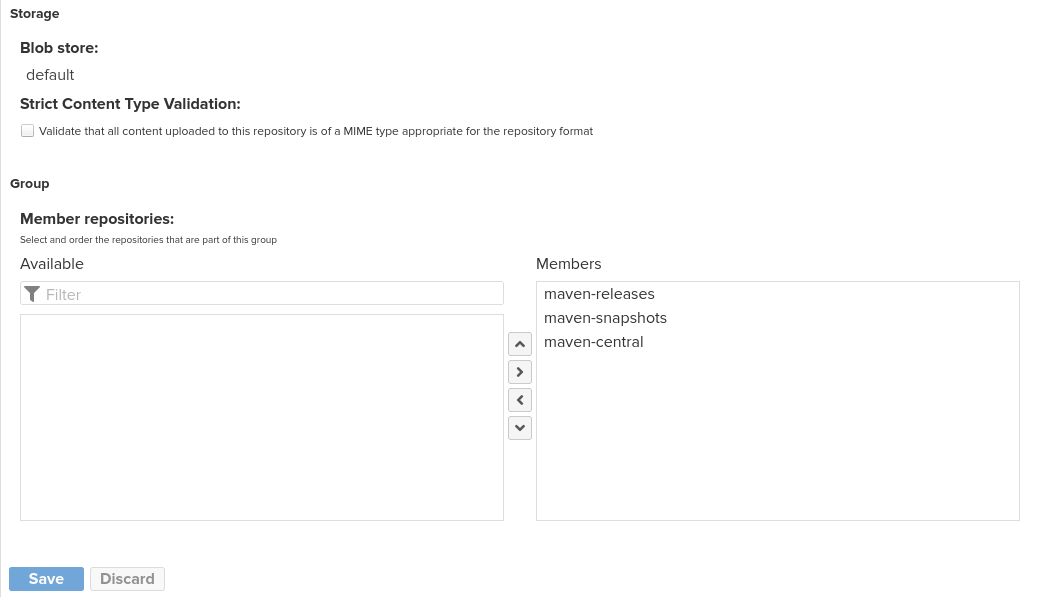 Storage
Blob store:
default
Strict Content Type Validation:
Validate that all content uploaded to this repository is of a MIME type appropriate for the repository format
Group
Member repositories:
Select and order the repositories that are part of this group
Available
Filter
Members
maven-releases
maven-snapshots
maven-central
Save
Discard